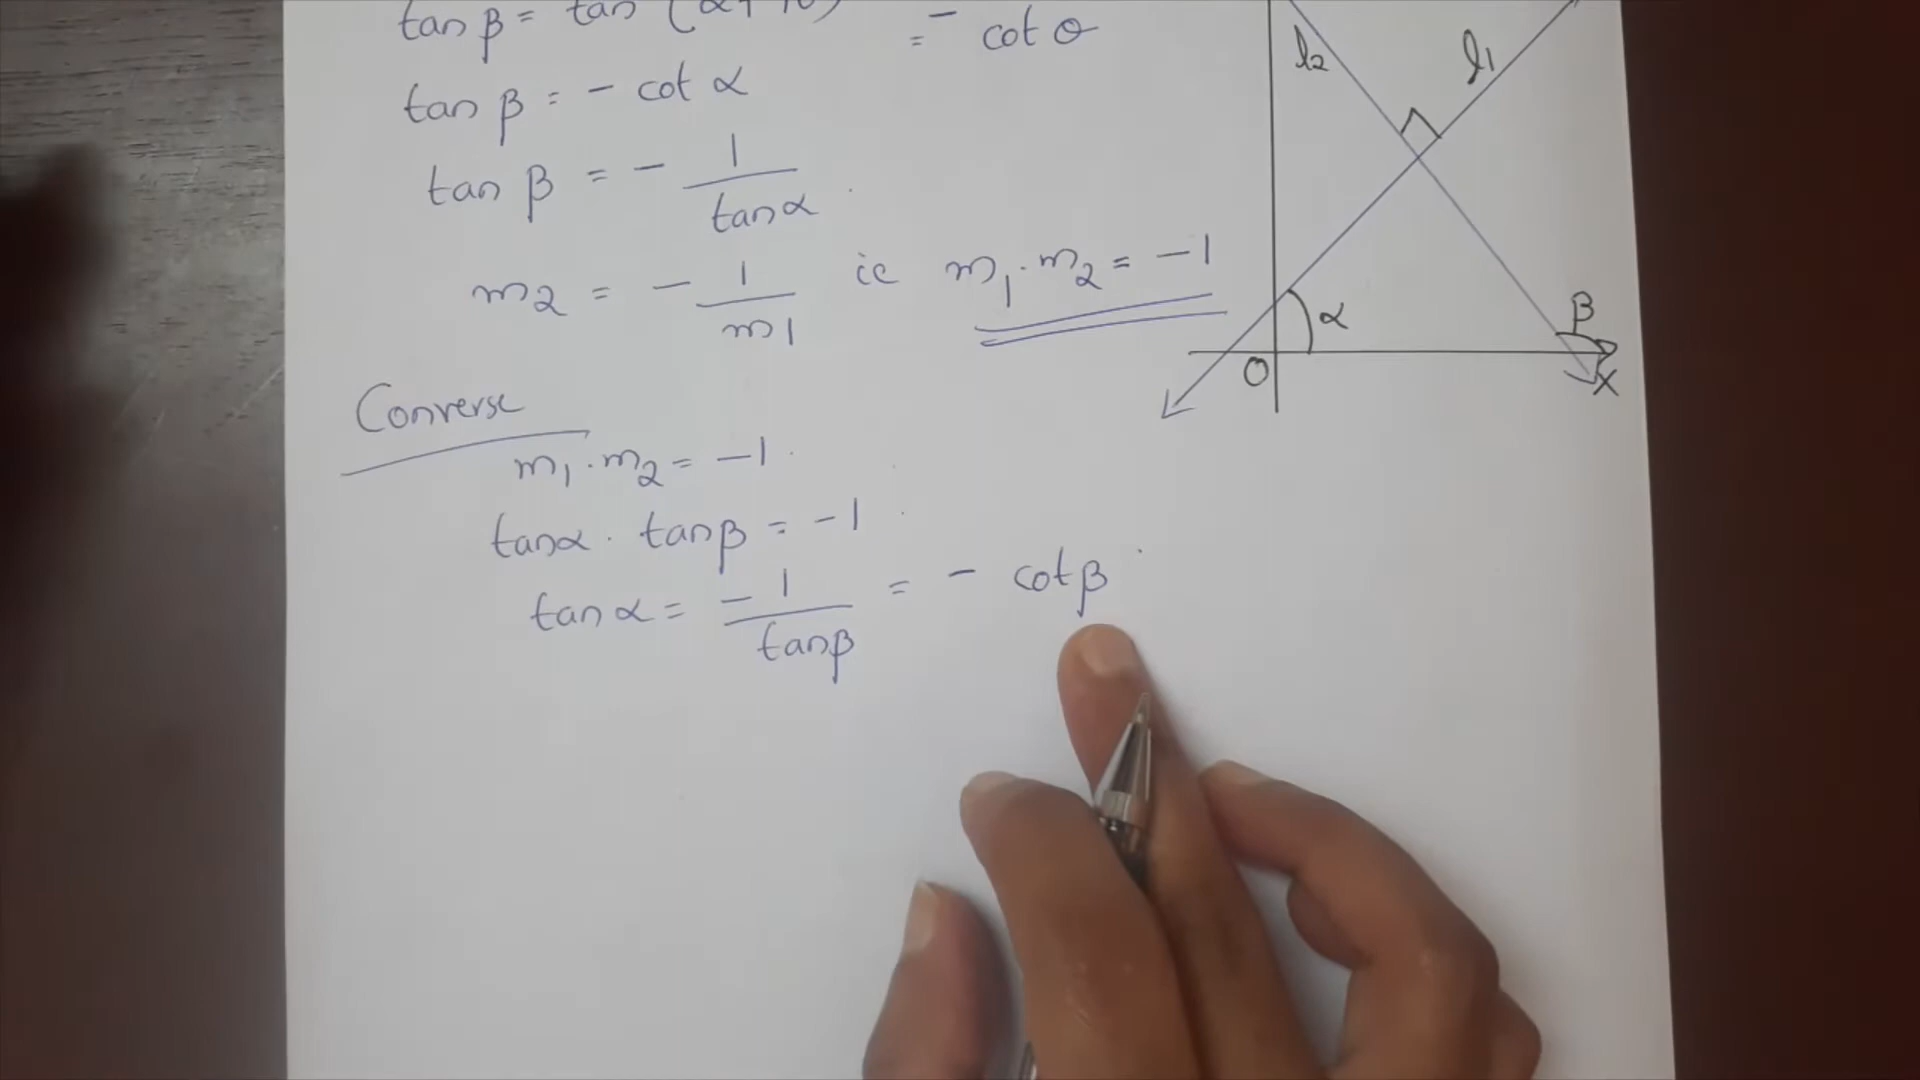 tan β = tan (α+
= - cot θ
tan β = - cot α
tan β = - 1/tan α
m₂ = - 1/m₁ ie m₁ . m₂ = -1
Converse
m₁ . m₂ = -1
tan α . tan β = -1
tan α = -1/tan β = - cot β
l₂
l₁
α
β
O
X